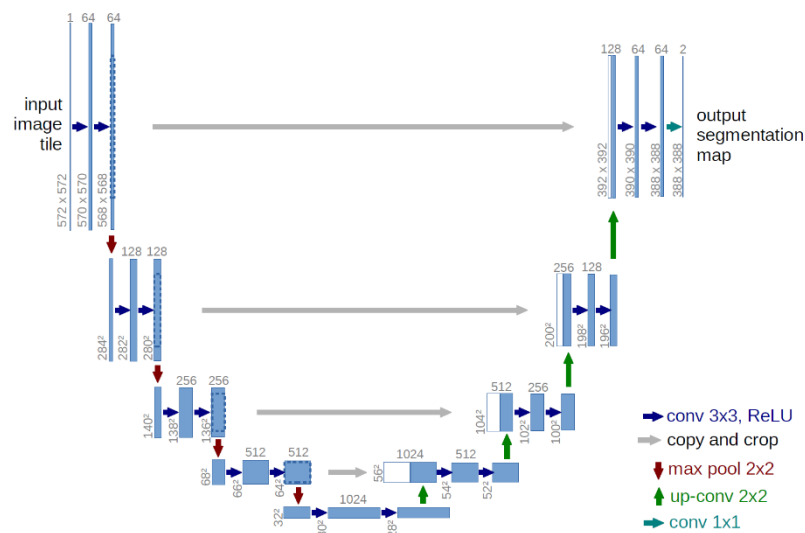 1 64 64
input
image
tile
572 x 572
570 x 570
568 x 568
128 64 64 2
output
segmentation
map
392 x 392
390 x 390
388 x 388
388 x 388
128 128
284²
282²
280²
256 128
200²
198²
196²
256 256
140²
138²
136²
512 256
104²
102²
100²
512 512
68²
66²
64²
1024 512
56²
54²
52²
1024
32²
conv 3x3, ReLU
copy and crop
max pool 2x2
up-conv 2x2
conv 1x1